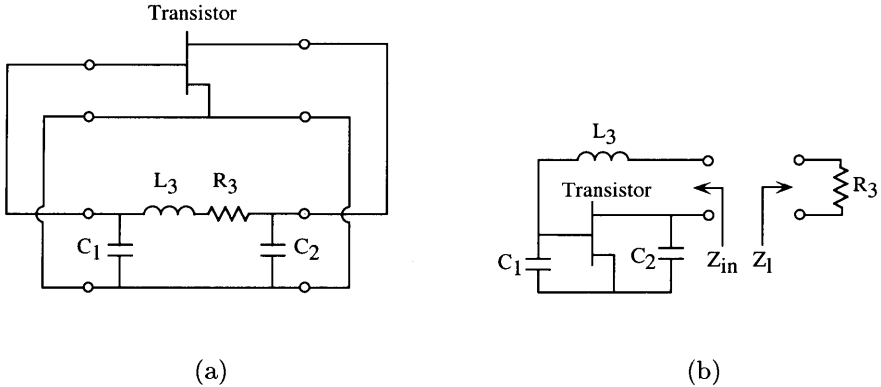 Transistor
L3 R3
C1 C2
(a)
L3
Transistor
R3
C1 C2 Zin Zl
(b)